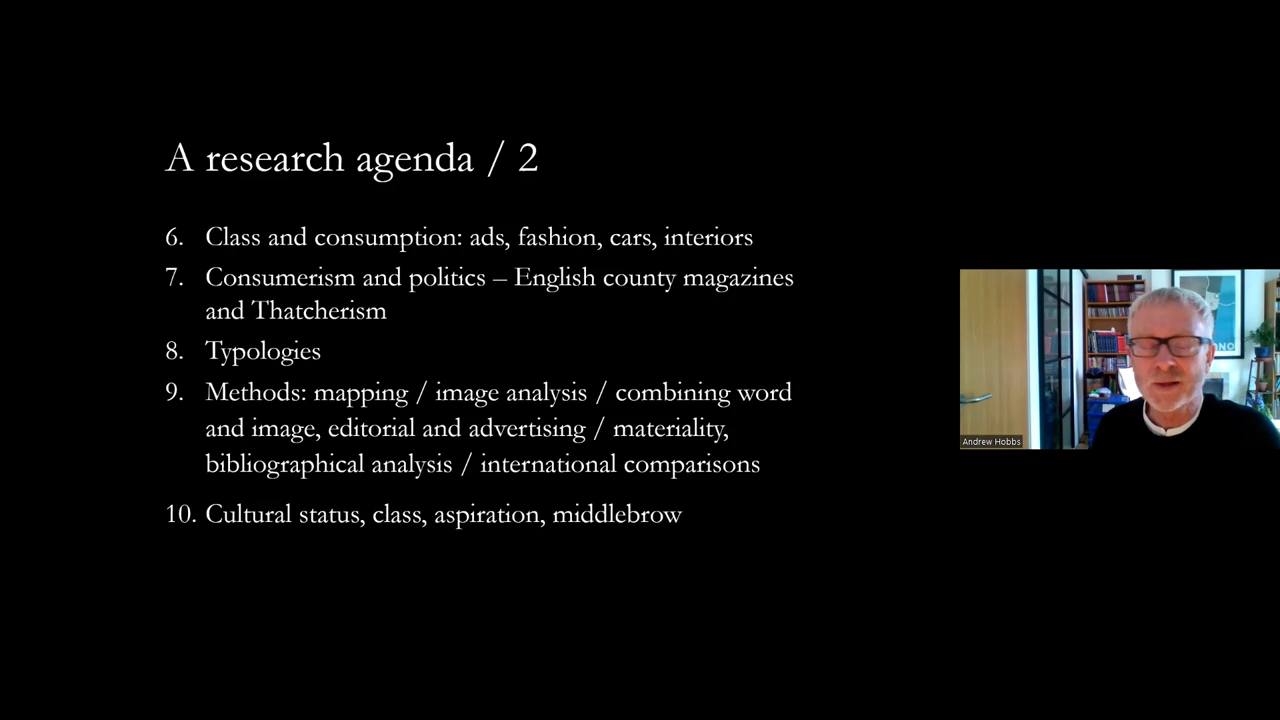 A research agenda / 2
6. Class and consumption: ads, fashion, cars, interiors
7. Consumerism and politics – English county magazines
and Thatcherism
8. Typologies
9. Methods: mapping / image analysis / combining word
and image, editorial and advertising / materiality,
bibliographical analysis / international comparisons
10. Cultural status, class, aspiration, middlebrow
Andrew Hobbs